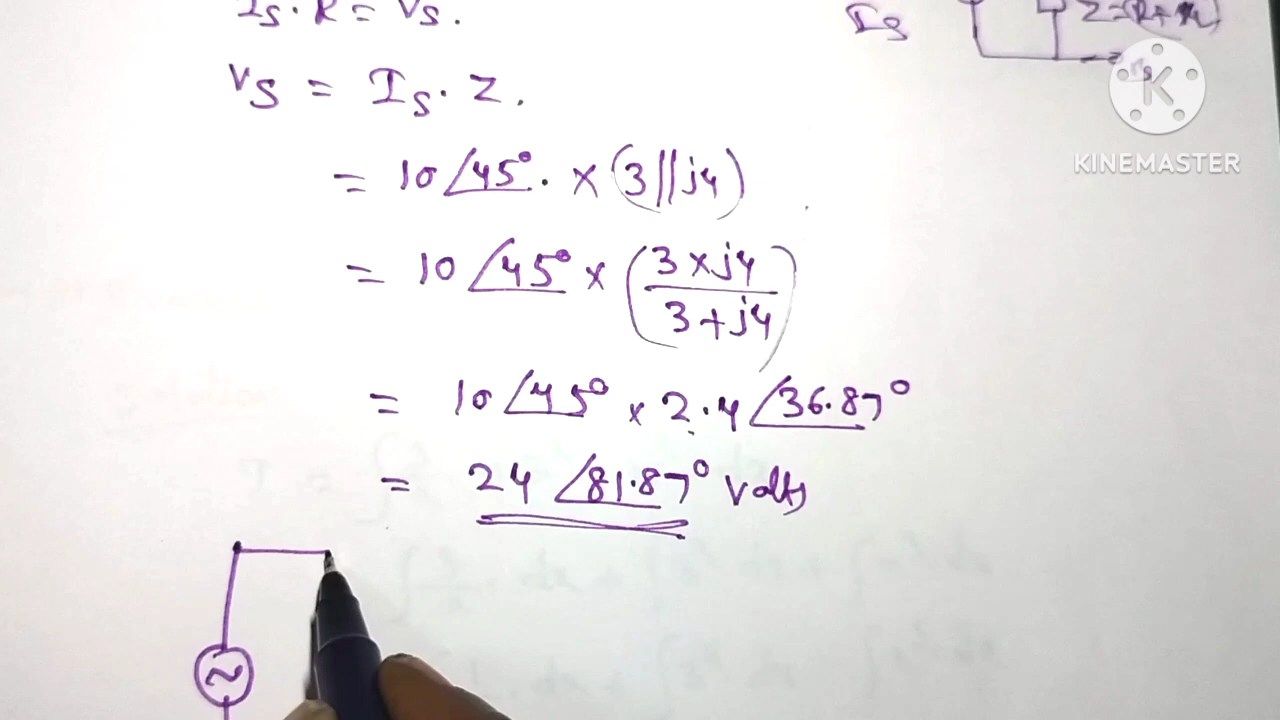 Is · R = Vs.
Is
Z=(R+
Vs = Is · Z.
= 10 ∠45° · × (3||j4)
= 10 ∠45° × (3×j4 / 3+j4)
= 10 ∠45° × 2.4 ∠36.87°
= 24 ∠81.87° Volts
K
KINEMASTER